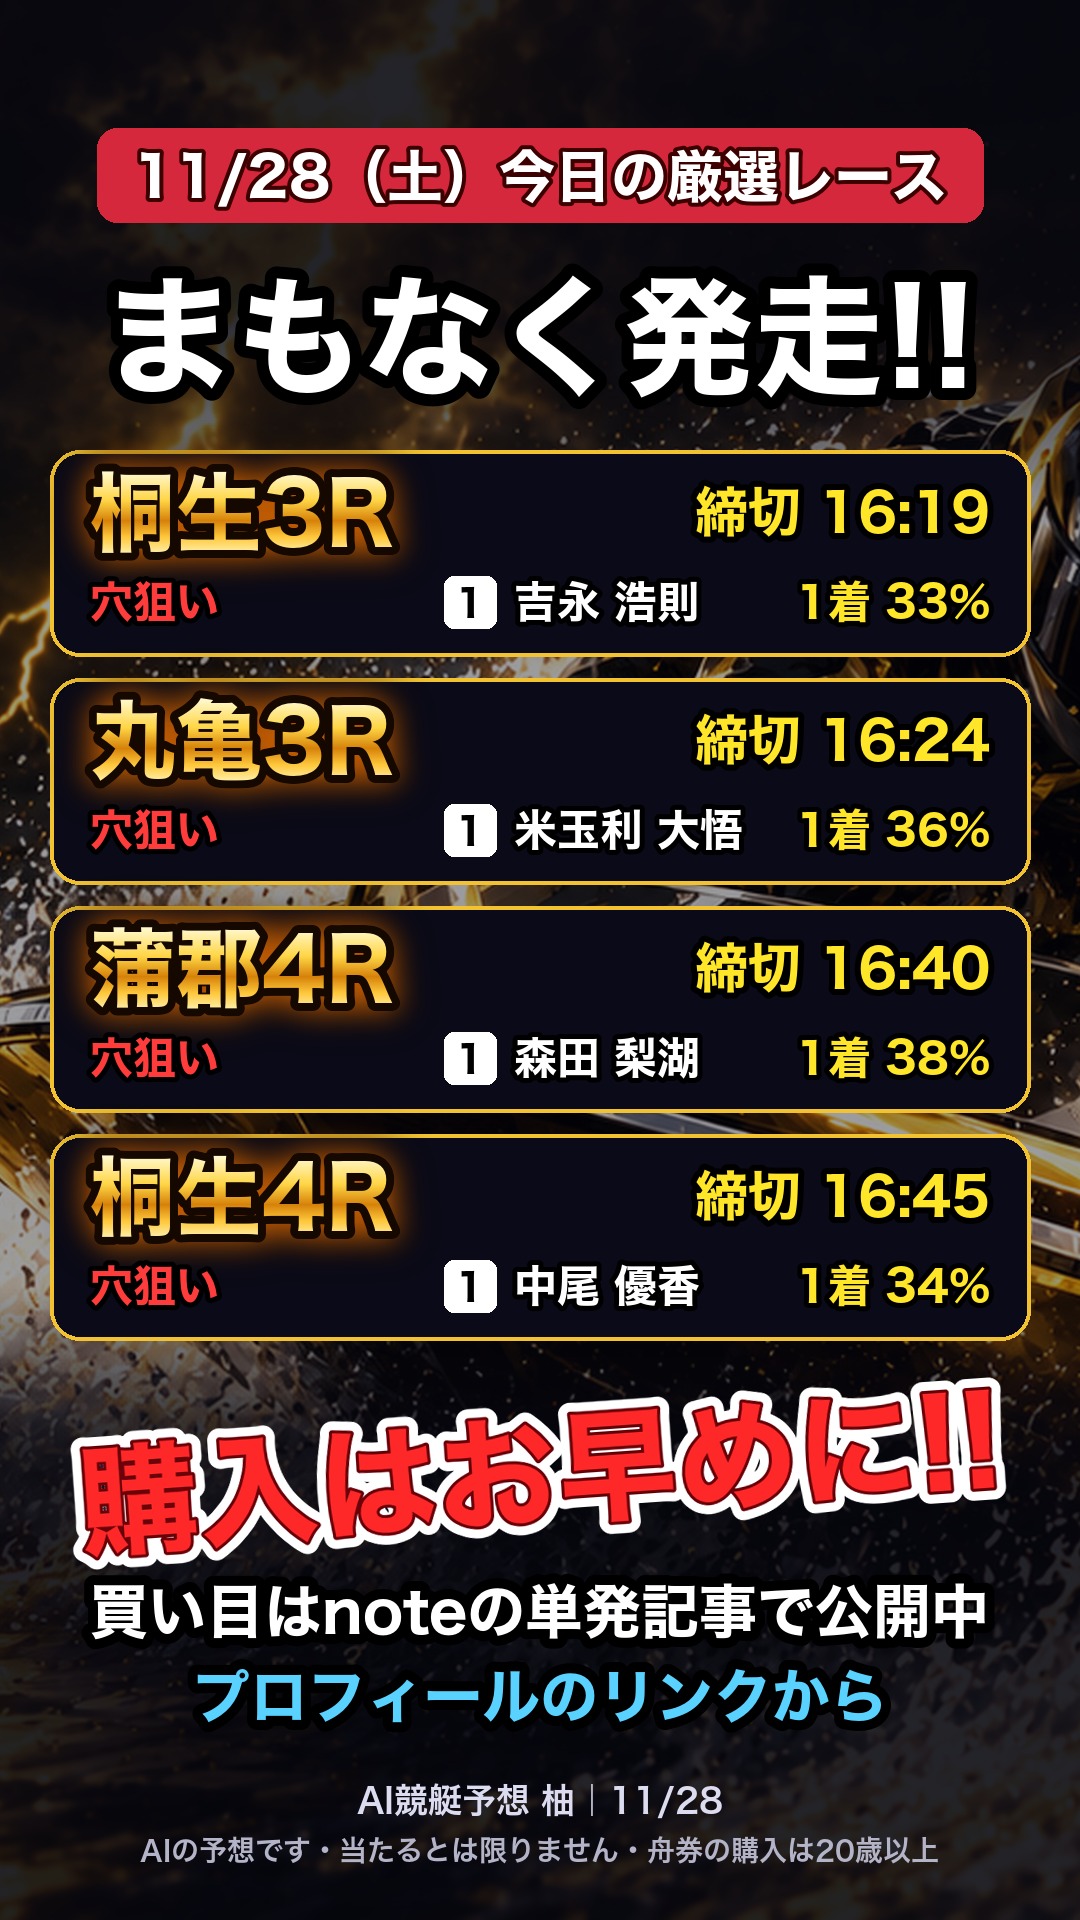 11/28（土）今日の厳選レース
まもなく発走!!
桐生3R
締切 16:19
穴狙い
1 吉永 浩則
1着 33%
丸亀3R
締切 16:24
穴狙い
1 米玉利 大悟
1着 36%
蒲郡4R
締切 16:40
穴狙い
1 森田 梨湖
1着 38%
桐生4R
締切 16:45
穴狙い
1 中尾 優香
1着 34%
購入はお早めに!!
買い目はnoteの単発記事で公開中
プロフィールのリンクから
AI競艇予想 柚｜11/28
AIの予想です・当たるとは限りません・舟券の購入は20歳以上